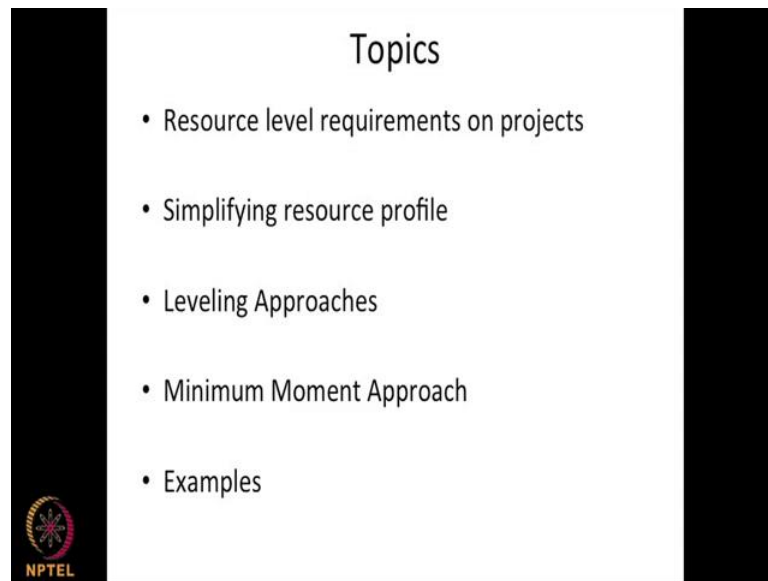 Topics
• Resource level requirements on projects
• Simplifying resource profile
• Leveling Approaches
• Minimum Moment Approach
• Examples
NPTEL